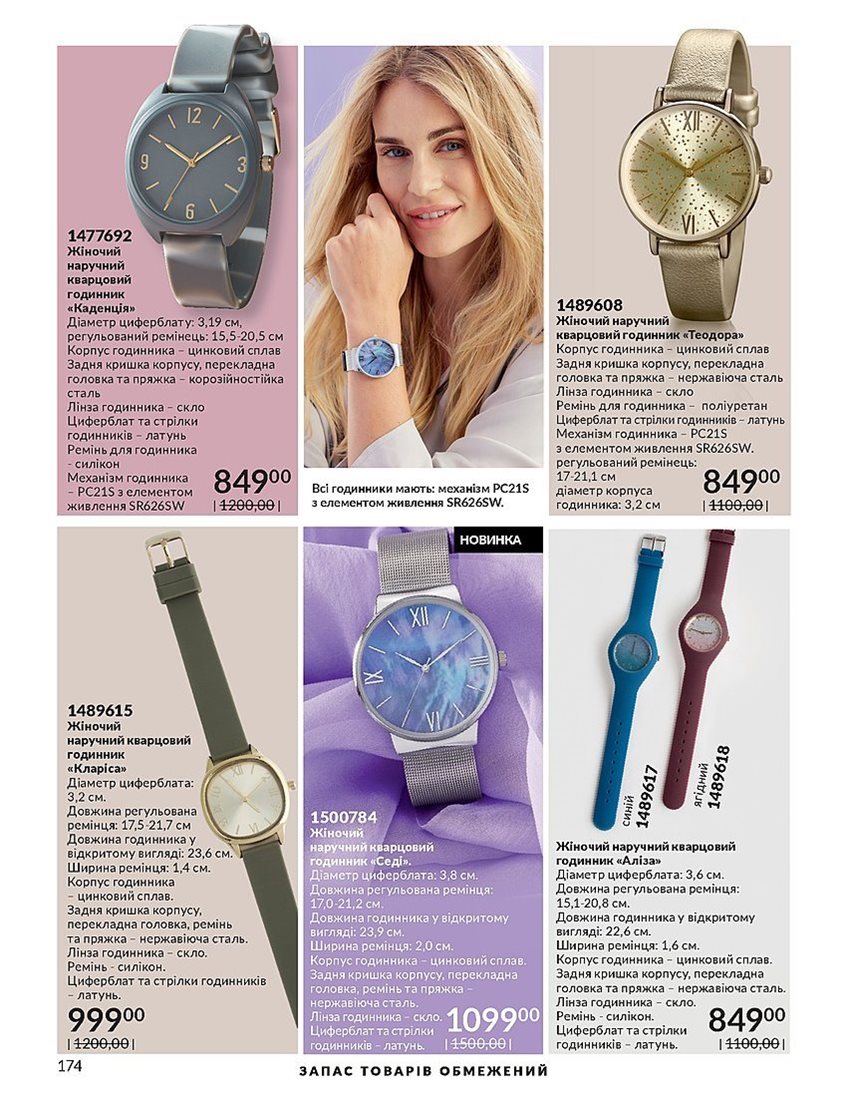 1477692
Жіночий
наручний
кварцовий
годинник
«Каденція»
Діаметр циферблату: 3,19 см,
регульований ремінець: 15,5-20,5 см
Корпус годинника – цинковий сплав
Задня кришка корпусу, перекладна
головка та пряжка – корозійностійка
сталь
Лінза годинника – скло
Циферблат та стрілки
годинників – латунь
Ремінь для годинника
- силікон
Механізм годинника
– PC21S з елементом
живлення SR626SW
84900
|1200,00|
Всі годинники мають: механізм PC21S
з елементом живлення SR626SW.
1489608
Жіночий наручний
кварцовий годинник «Теодора»
Корпус годинника – цинковий сплав
Задня кришка корпусу, перекладна
головка та пряжка – нержавіюча сталь
Лінза годинника – скло
Ремінь для годинника – поліуретан
Циферблат та стрілки годинників – латунь
Механізм годинника – PC21S
з елементом живлення SR626SW.
регульований ремінець:
17-21,1 см
діаметр корпуса
годинника: 3,2 см
84900
|1100,00|
1489615
Жіночий
наручний кварцовий
годинник
«Кларіса»
Діаметр циферблата:
3,2 см.
Довжина регульована
ремінця: 17,5-21,7 см
Довжина годинника у
відкритому вигляді: 23,6 см.
Ширина ремінця: 1,4 см.
Корпус годинника
– цинковий сплав.
Задня кришка корпусу,
перекладна головка, ремінь
та пряжка – нержавіюча сталь.
Лінза годинника – скло.
Ремінь - силікон.
Циферблат та стрілки годинників
– латунь.
99900
|1200,00|
НОВИНКА
1500784
Жіночий
наручний кварцовий
годинник «Седі».
Діаметр циферблата: 3,8 см.
Довжина регульована ремінця:
17,0-21,2 см.
Довжина годинника у відкритому
вигляді: 23,9 см.
Ширина ремінця: 2,0 см.
Корпус годинника – цинковий сплав.
Задня кришка корпусу, перекладна
головка, ремінь та пряжка –
нержавіюча сталь.
Лінза годинника – скло.
Циферблат та стрілки
годинників – латунь.
109900
|1500,00|
синій
1489617
ягідний
1489618
Жіночий наручний кварцовий
годинник «Аліза».
Діаметр циферблата: 3,6 см.
Довжина регульована ремінця:
15,1-20,8 см.
Довжина годинника у відкритому
вигляді: 22,6 см.
Ширина ремінця: 1,6 см.
Корпус годинника – цинковий сплав.
Задня кришка корпусу, перекладна
головка та пряжка – нержавіюча сталь.
Лінза годинника – скло.
Ремінь - силікон.
Циферблат та стрілки
годинників – латунь.
84900
|1100,00|
174
ЗАПАС ТОВАРІВ ОБМЕЖЕНИЙ